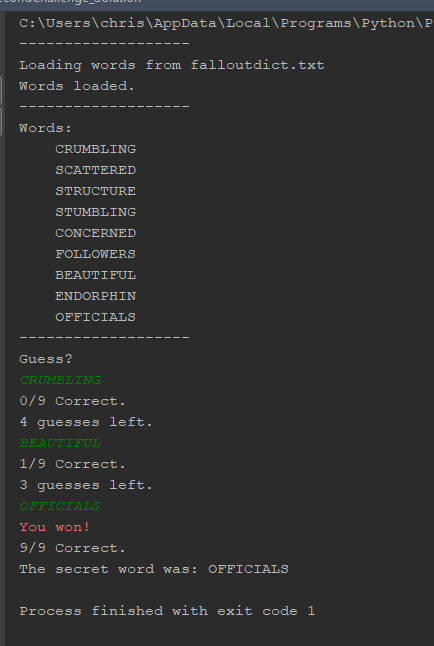 C:\Users\chris\AppData\Local\Programs\Python\P
-------------------
Loading words from falloutdict.txt
Words loaded.
-------------------
Words:
    CRUMBLING
    SCATTERED
    STRUCTURE
    STUMBLING
    CONCERNED
    FOLLOWERS
    BEAUTIFUL
    ENDORPHIN
    OFFICIALS
-------------------
Guess?
CRUMBLING
0/9 Correct.
4 guesses left.
BEAUTIFUL
1/9 Correct.
3 guesses left.
OFFICIALS
You won!
9/9 Correct.
The secret word was: OFFICIALS
Process finished with exit code 1